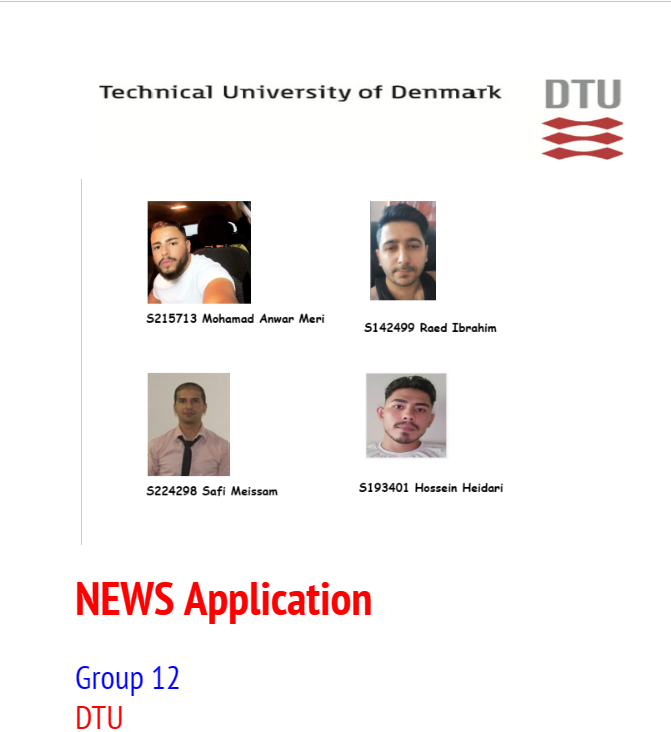 Technical University of Denmark
DTU
S215713 Mohamad Anwar Meri
S142499 Raed Ibrahim
S224298 Safi Meissam
S193401 Hossein Heidari
NEWS Application
Group 12
DTU